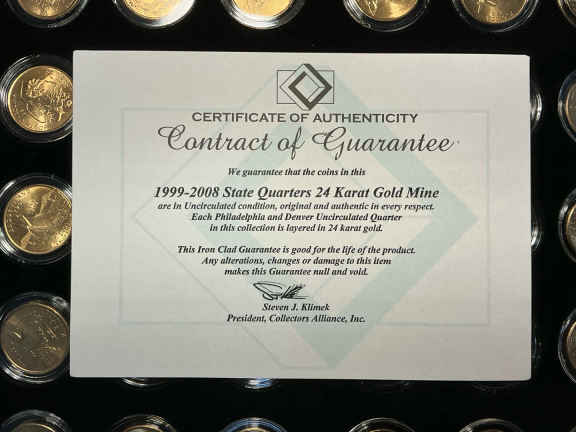 CERTIFICATE OF AUTHENTICITY
Contract of Guarantee
We guarantee that the coins in this
1999-2008 State Quarters 24 Karat Gold Mine
are in Uncirculated condition, original and authentic in every respect.
Each Philadelphia and Denver Uncirculated Quarter
in this collection is layered in 24 karat gold.
This Iron Clad Guarantee is good for the life of the product.
Any alterations, changes or damage to this item
makes this Guarantee null and void.
Steven J. Klimek
President, Collectors Alliance, Inc.